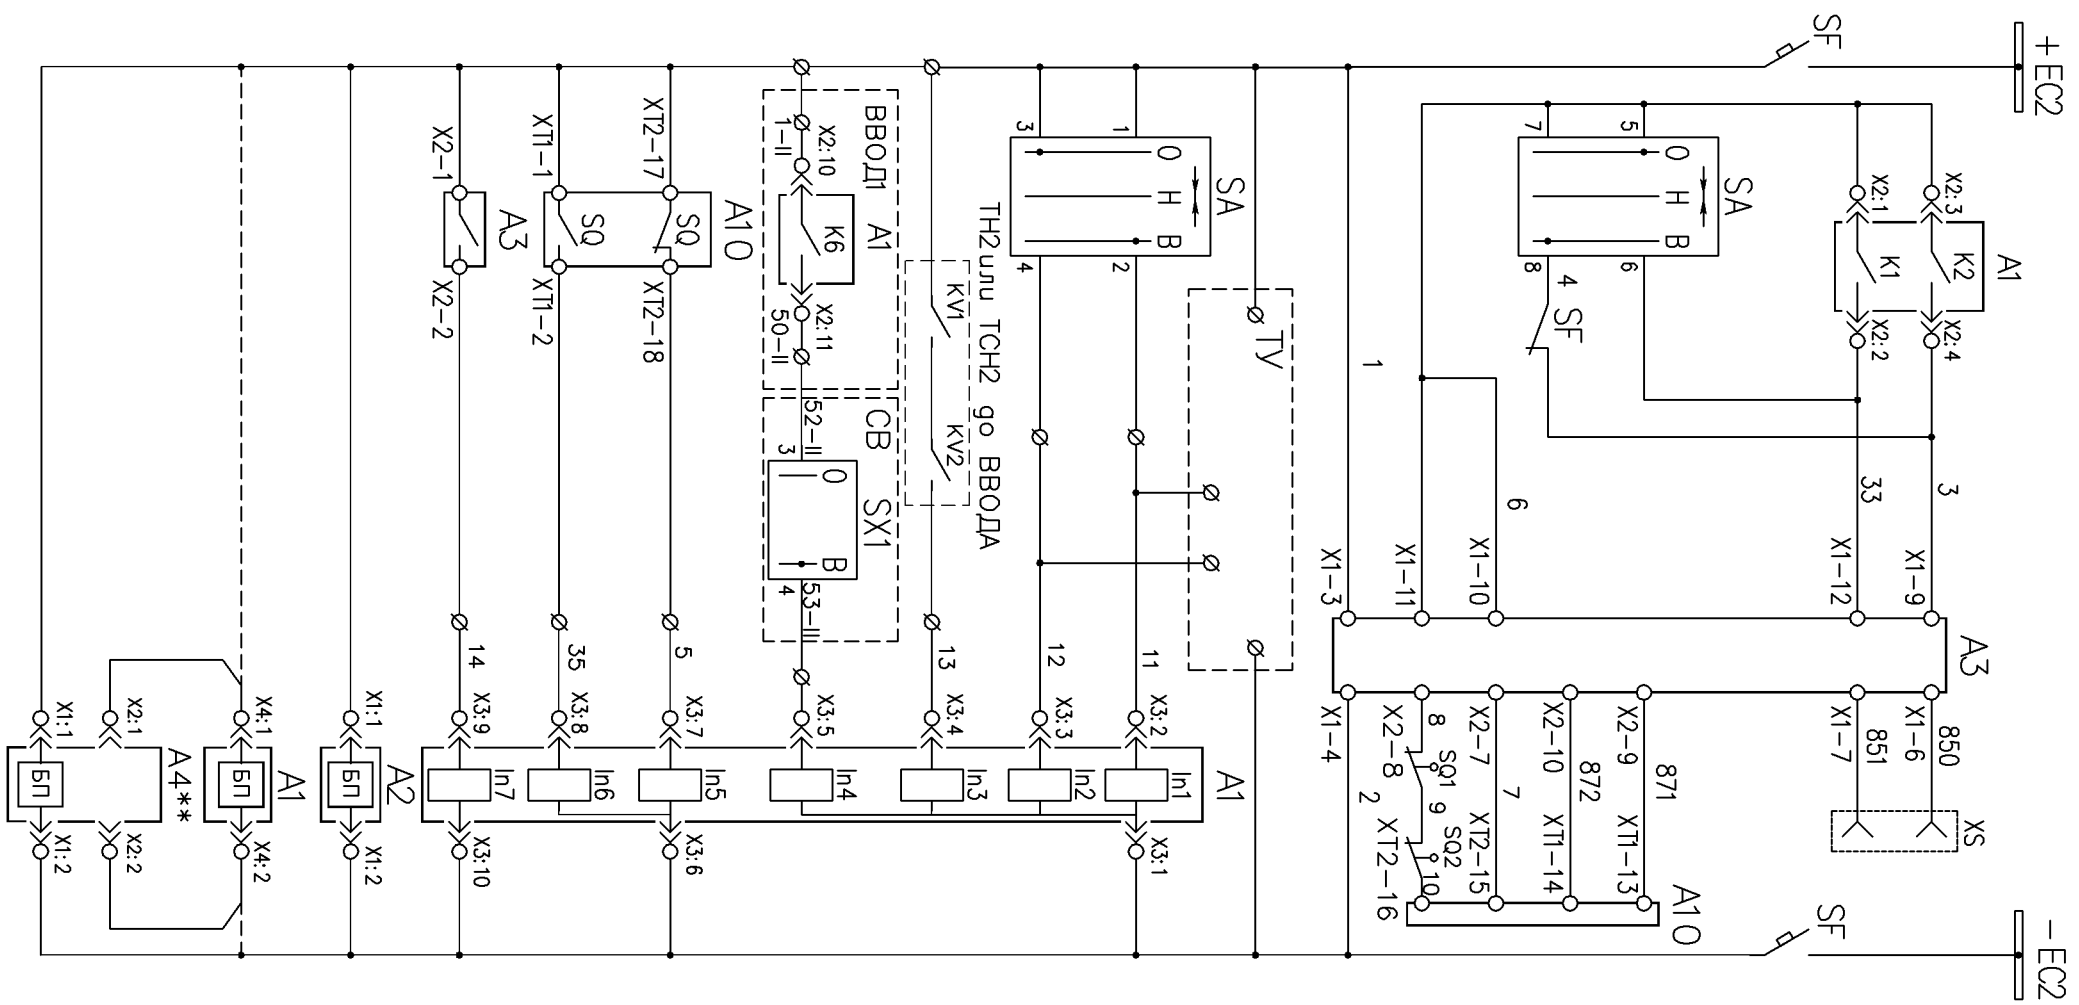 +EC2
-EC2
SF
SF
A1
X2:3
K2
X2:4
X2:1
K1
X2:2
3
33
X1-9
X1-12
A3
X1-6
X1-7
850
851
XS
SA
О Н В
5
6
7
8
4
SF
6
X1-10
X1-11
X1-3
1
X2-9
871
XT1-13
X2-10
872
XT1-14
X2-7
7
XT2-15
X2-8
8
SQ1
9
SQ2
10
XT2-16
A10
X1-4
2
ТУ
SA
О Н В
1
2
3
4
11
12
X3:2
X3:3
A1
In1
In2
X3:1
ТН2 или ТСН2 до ВВОДА
KV1
KV2
13
X3:4
In3
ВВОД1
A1
X2:10
1-II
K6
X2:11
50-II
СВ
52-II
3
SX1
О В
4
53-II
X3:5
In4
A10
XT2-17
SQ
XT2-18
5
X3:7
In5
X3:6
XT1-1
SQ
XT1-2
35
X3:8
In6
A3
X2-1
X2-2
14
X3:9
In7
X3:10
A2
X1:1
БП
X1:2
A1
X4:1
БП
X4:2
A4**
X2:1
X2:2
X1:1
БП
X1:2